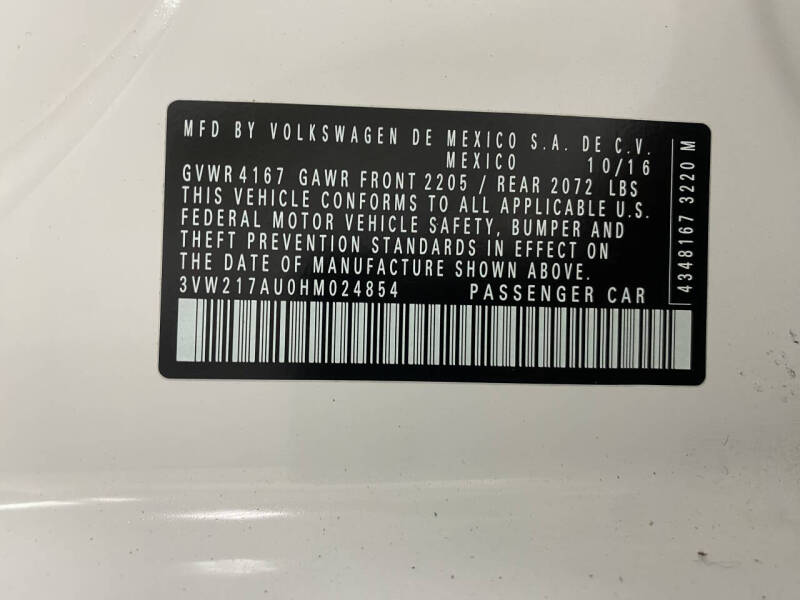 MFD BY VOLKSWAGEN DE MEXICO S.A. DE C.V.
MEXICO 10/16
GVWR 4167 GAWR FRONT 2205 / REAR 2072 LBS
THIS VEHICLE CONFORMS TO ALL APPLICABLE U.S.
FEDERAL MOTOR VEHICLE SAFETY, BUMPER AND
THEFT PREVENTION STANDARDS IN EFFECT ON
THE DATE OF MANUFACTURE SHOWN ABOVE.
3VW217AU0HM024854 PASSENGER CAR
4348167 3220 M